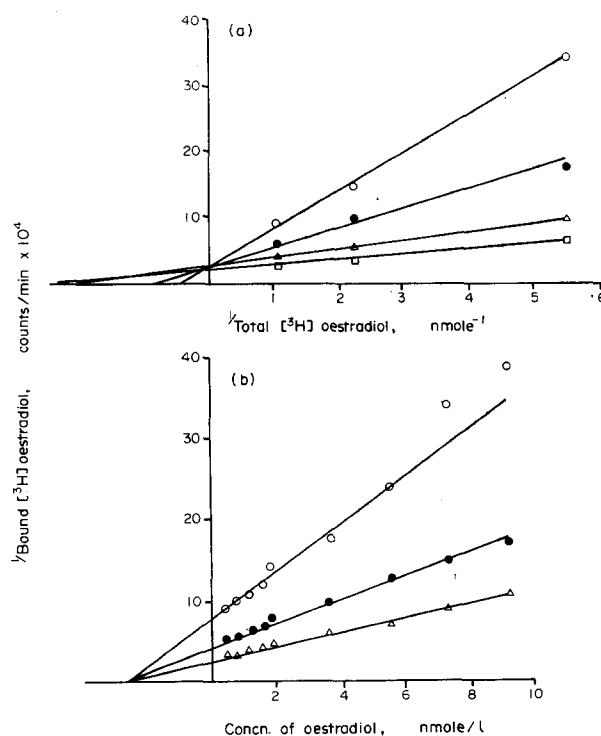 40
(a)
30
20
10
0 1 2 3 4 5 6
1/Total [³H] oestradiol, nmole⁻¹
1/Bound [³H] oestradiol, counts/min x 10⁴
40
(b)
30
20
10
2 4 6 8 10
Concn. of oestradiol, nmole/l